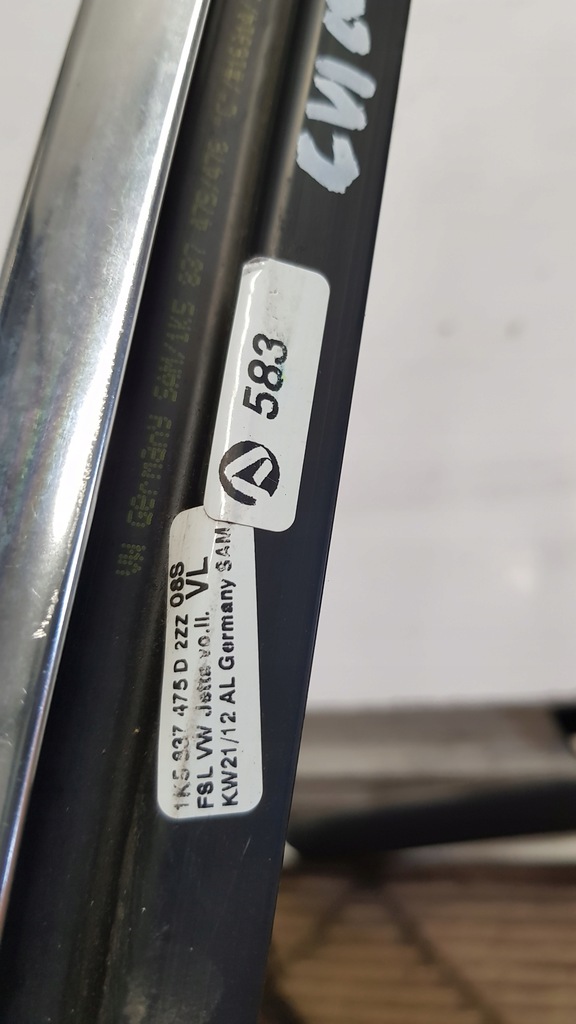 583
1K5 837 475 D 2ZZ 08S
FSL VW Jetta vo.li. VL
KW21/12 AL Germany SAM
VW Germany SAM/1K5 837 475/476